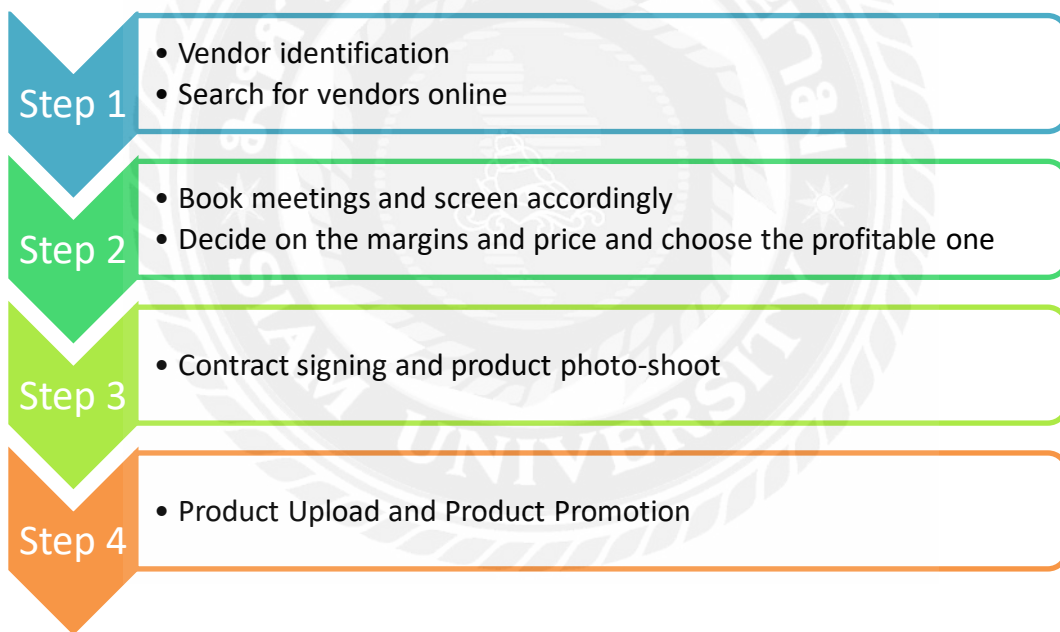 Step 1
• Vendor identification
• Search for vendors online
Step 2
• Book meetings and screen accordingly
• Decide on the margins and price and choose the profitable one
Step 3
• Contract signing and product photo-shoot
Step 4
• Product Upload and Product Promotion
SIAM UNIVERSITY